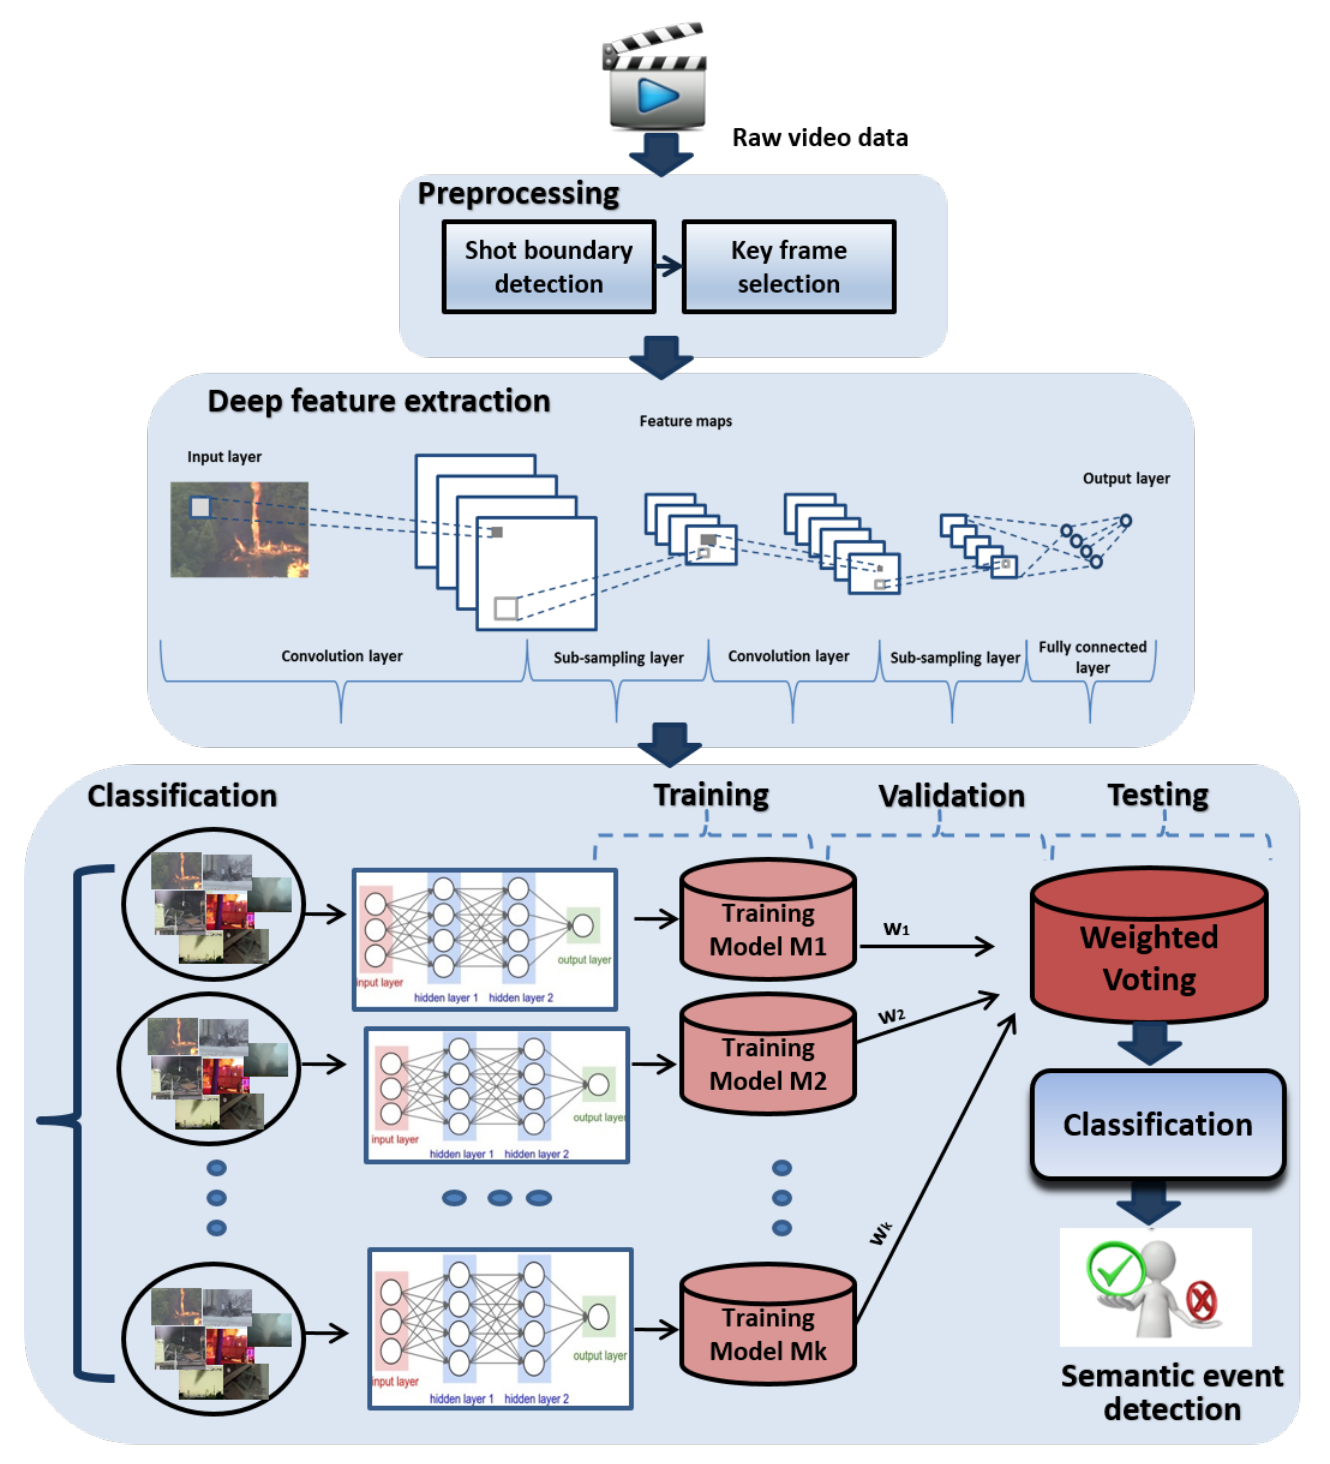 Raw video data
Preprocessing
Shot boundary
detection
Key frame
selection
Deep feature extraction
Feature maps
Input layer
Output layer
Convolution layer
Sub-sampling layer
Convolution layer
Sub-sampling layer
Fully connected
layer
Classification
Training
Validation
Testing
input layer
hidden layer 1
hidden layer 2
output layer
Training
Model M1
w1
Weighted
Voting
input layer
hidden layer 1
hidden layer 2
output layer
Training
Model M2
w2
Classification
input layer
hidden layer 1
hidden layer 2
output layer
Training
Model Mk
wk
Semantic event
detection